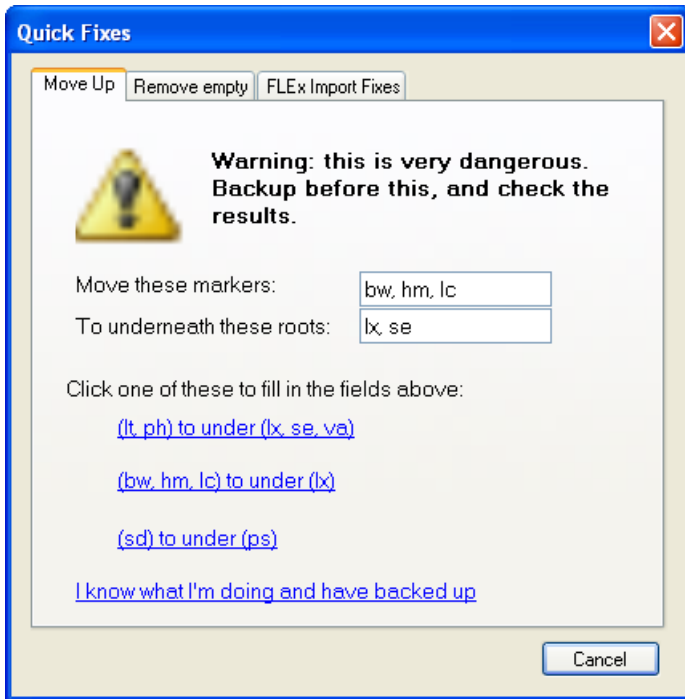 Quick Fixes
Move Up Remove empty FLEx Import Fixes
Warning: this is very dangerous.
Backup before this, and check the
results.
Move these markers: bw, hm, lc
To underneath these roots: lx, se
Click one of these to fill in the fields above:
(lt, ph) to under (lx, se, va)
(bw, hm, lc) to under (lx)
(sd) to under (ps)
I know what I'm doing and have backed up
Cancel